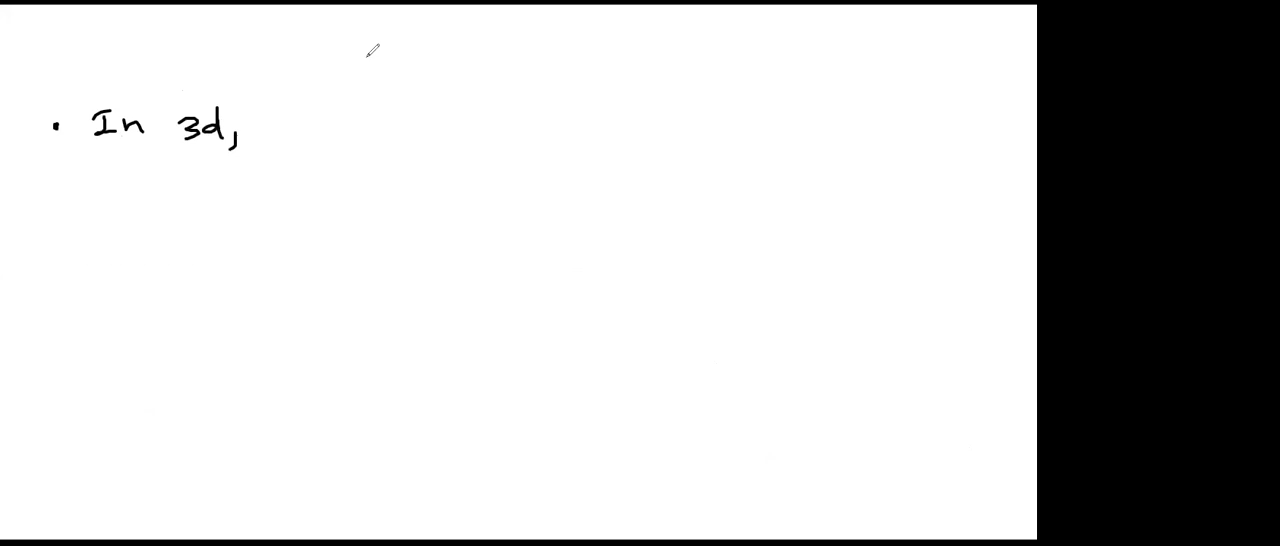 • In 3d,